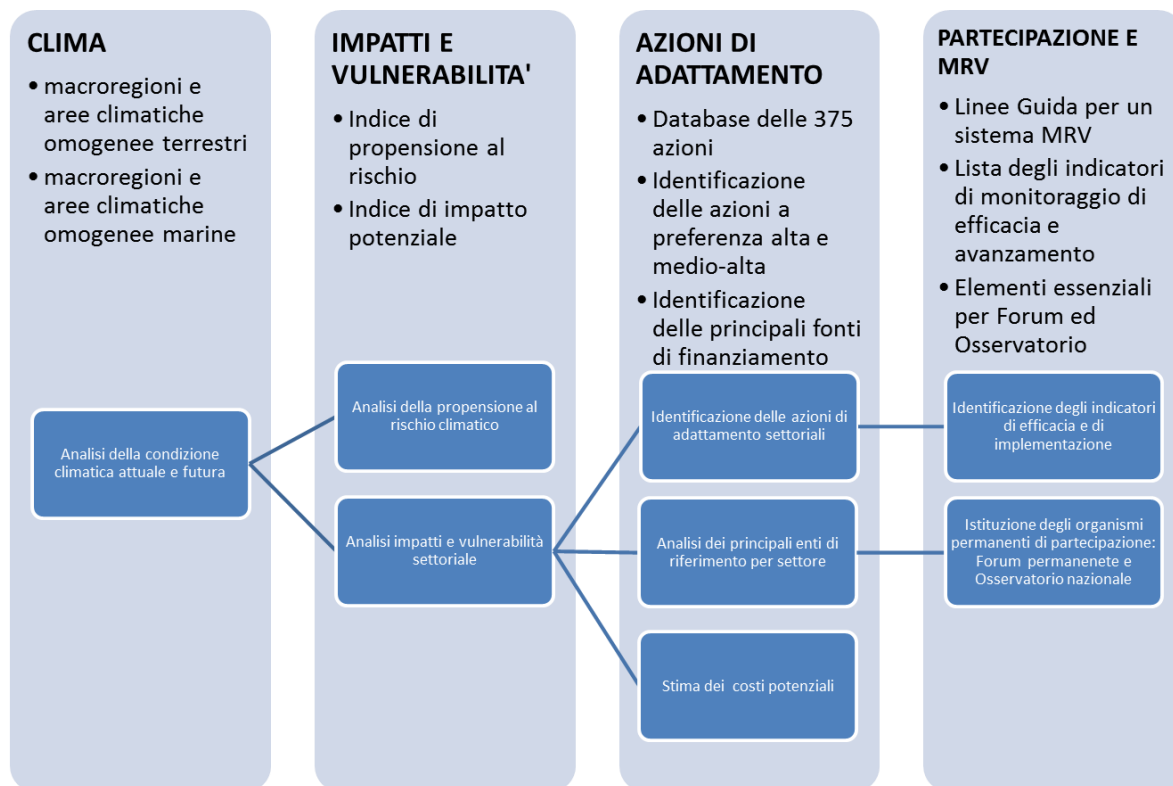 CLIMA
• macroregioni e
aree climatiche
omogenee terrestri
• macroregioni e
aree climatiche
omogenee marine
Analisi della condizione
climatica attuale e futura
IMPATTI E
VULNERABILITA'
• Indice di
propensione al
rischio
• Indice di impatto
potenziale
Analisi della propensione al
rischio climatico
Analisi impatti e vulnerabilità
settoriale
AZIONI DI
ADATTAMENTO
• Database delle 375
azioni
• Identificazione
delle azioni a
preferenza alta e
medio-alta
• Identificazione
delle principali fonti
di finanziamento
Identificazione delle azioni di
adattamento settoriali
Analisi dei principali enti di
riferimento per settore
Stima dei costi potenziali
PARTECIPAZIONE E
MRV
• Linee Guida per un
sistema MRV
• Lista degli indicatori
di monitoraggio di
efficacia e
avanzamento
• Elementi essenziali
per Forum ed
Osservatorio
Identificazione degli indicatori
di efficacia e di
implementazione
Istituzione degli organismi
permanenti di partecipazione:
Forum permanenete e
Osservatorio nazionale